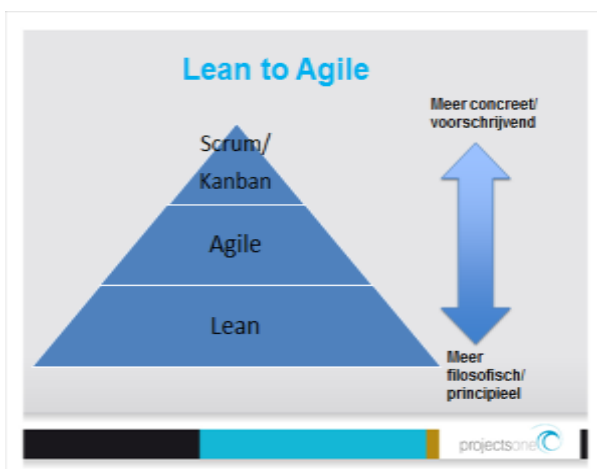 Lean to Agile
Meer concreet/
voorschrijvend
Scrum/
Kanban
Agile
Lean
Meer
filosofisch/
principieel
projectsone